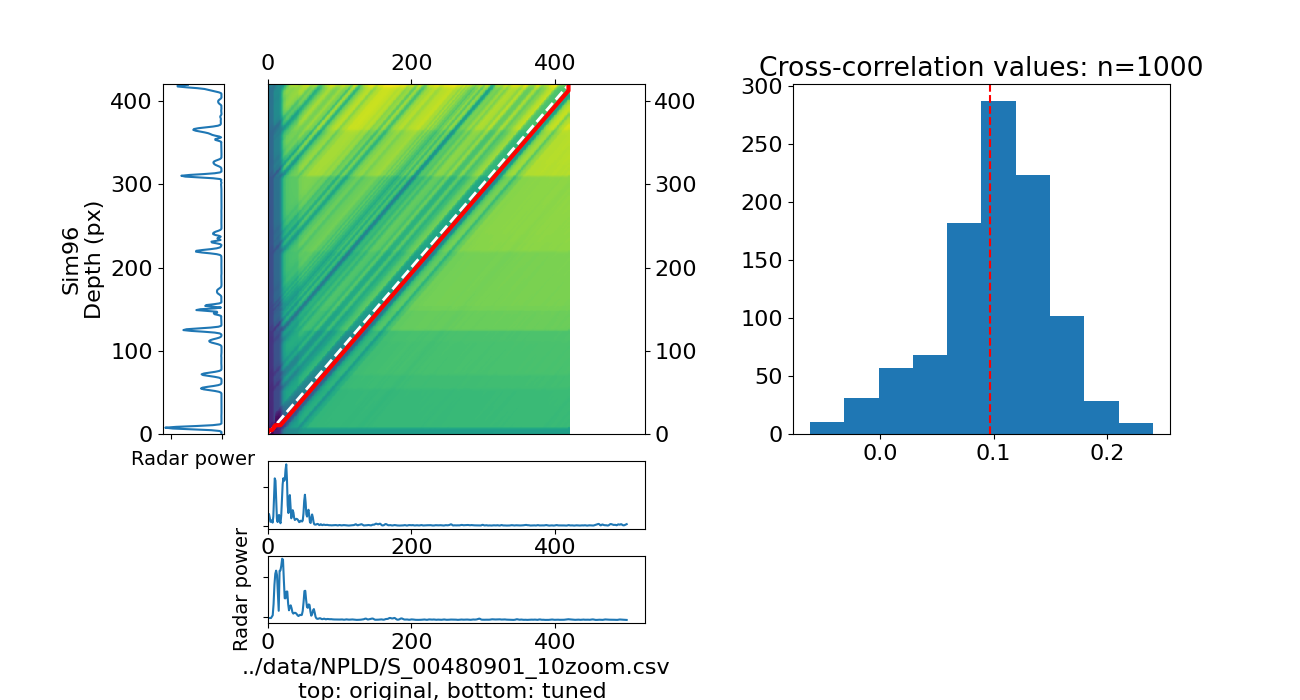 0 200 400
Cross-correlation values: n=1000
400
300
200
100
0
Sim96
Depth (px)
Radar power
400
300
200
100
0
300
250
200
150
100
50
0
0.0 0.1 0.2
0 200 400
Radar power
0 200 400
../data/NPLD/S_00480901_10zoom.csv
top: original, bottom: tuned